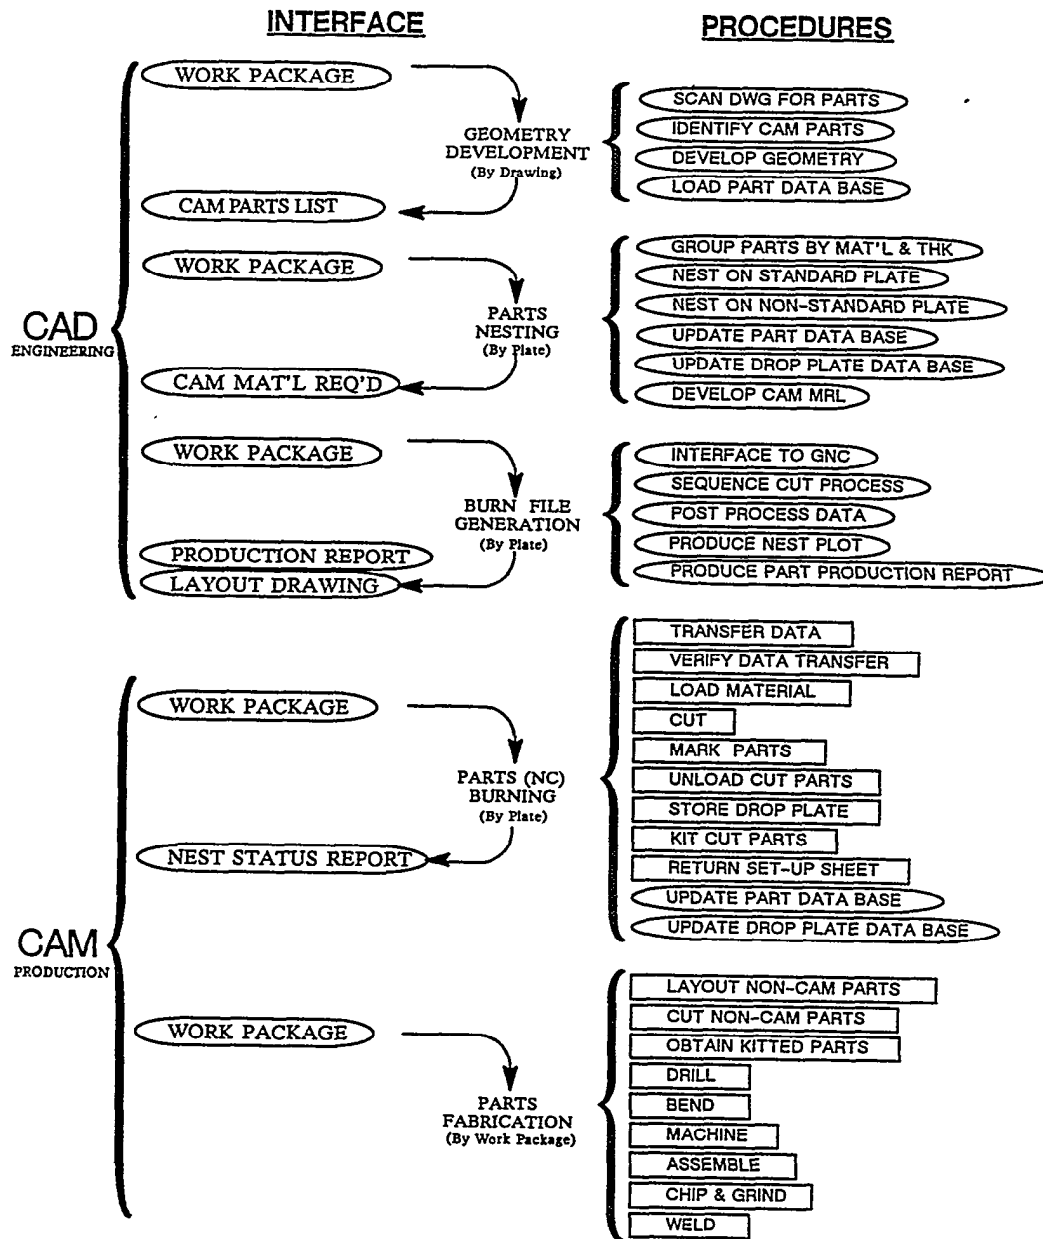 INTERFACE
PROCEDURES
CAD
ENGINEERING
WORK PACKAGE
GEOMETRY
DEVELOPMENT
(By Drawing)
CAM PARTS LIST
SCAN DWG FOR PARTS
IDENTIFY CAM PARTS
DEVELOP GEOMETRY
LOAD PART DATA BASE
WORK PACKAGE
PARTS
NESTING
(By Plate)
CAM MAT'L REQ'D
GROUP PARTS BY MAT'L & THK
NEST ON STANDARD PLATE
NEST ON NON-STANDARD PLATE
UPDATE PART DATA BASE
UPDATE DROP PLATE DATA BASE
DEVELOP CAM MRL
WORK PACKAGE
BURN FILE
GENERATION
(By Plate)
PRODUCTION REPORT
LAYOUT DRAWING
INTERFACE TO GNC
SEQUENCE CUT PROCESS
POST PROCESS DATA
PRODUCE NEST PLOT
PRODUCE PART PRODUCTION REPORT
CAM
PRODUCTION
WORK PACKAGE
PARTS (NC)
BURNING
(By Plate)
NEST STATUS REPORT
TRANSFER DATA
VERIFY DATA TRANSFER
LOAD MATERIAL
CUT
MARK PARTS
UNLOAD CUT PARTS
STORE DROP PLATE
KIT CUT PARTS
RETURN SET-UP SHEET
UPDATE PART DATA BASE
UPDATE DROP PLATE DATA BASE
WORK PACKAGE
PARTS
FABRICATION
(By Work Package)
LAYOUT NON-CAM PARTS
CUT NON-CAM PARTS
OBTAIN KITTED PARTS
DRILL
BEND
MACHINE
ASSEMBLE
CHIP & GRIND
WELD